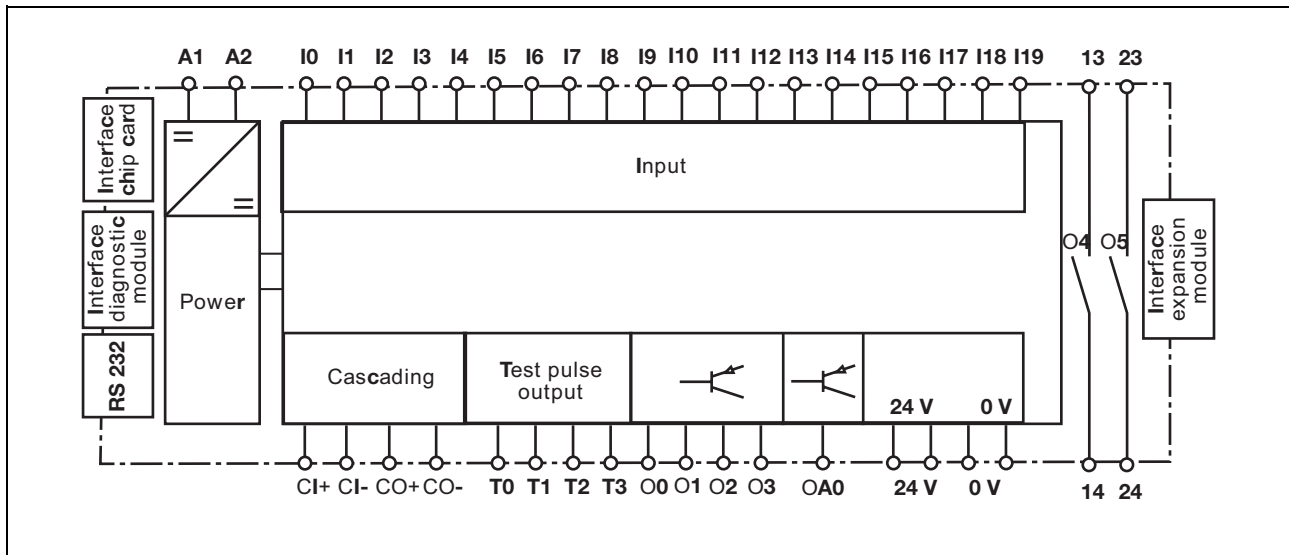 A1 A2 I0 I1 I2 I3 I4 I5 I6 I7 I8 I9 I10 I11 I12 I13 I14 I15 I16 I17 I18 I19 13 23
Interface
chip card
Interface
diagnostic
module
RS 232
=
=
Power
Input
O4 O5
Interface
expansion
module
Cascading
Test pulse
output
24 V 0 V
CI+ CI- CO+ CO- T0 T1 T2 T3 O0 O1 O2 O3 OA0 24 V 0 V 14 24